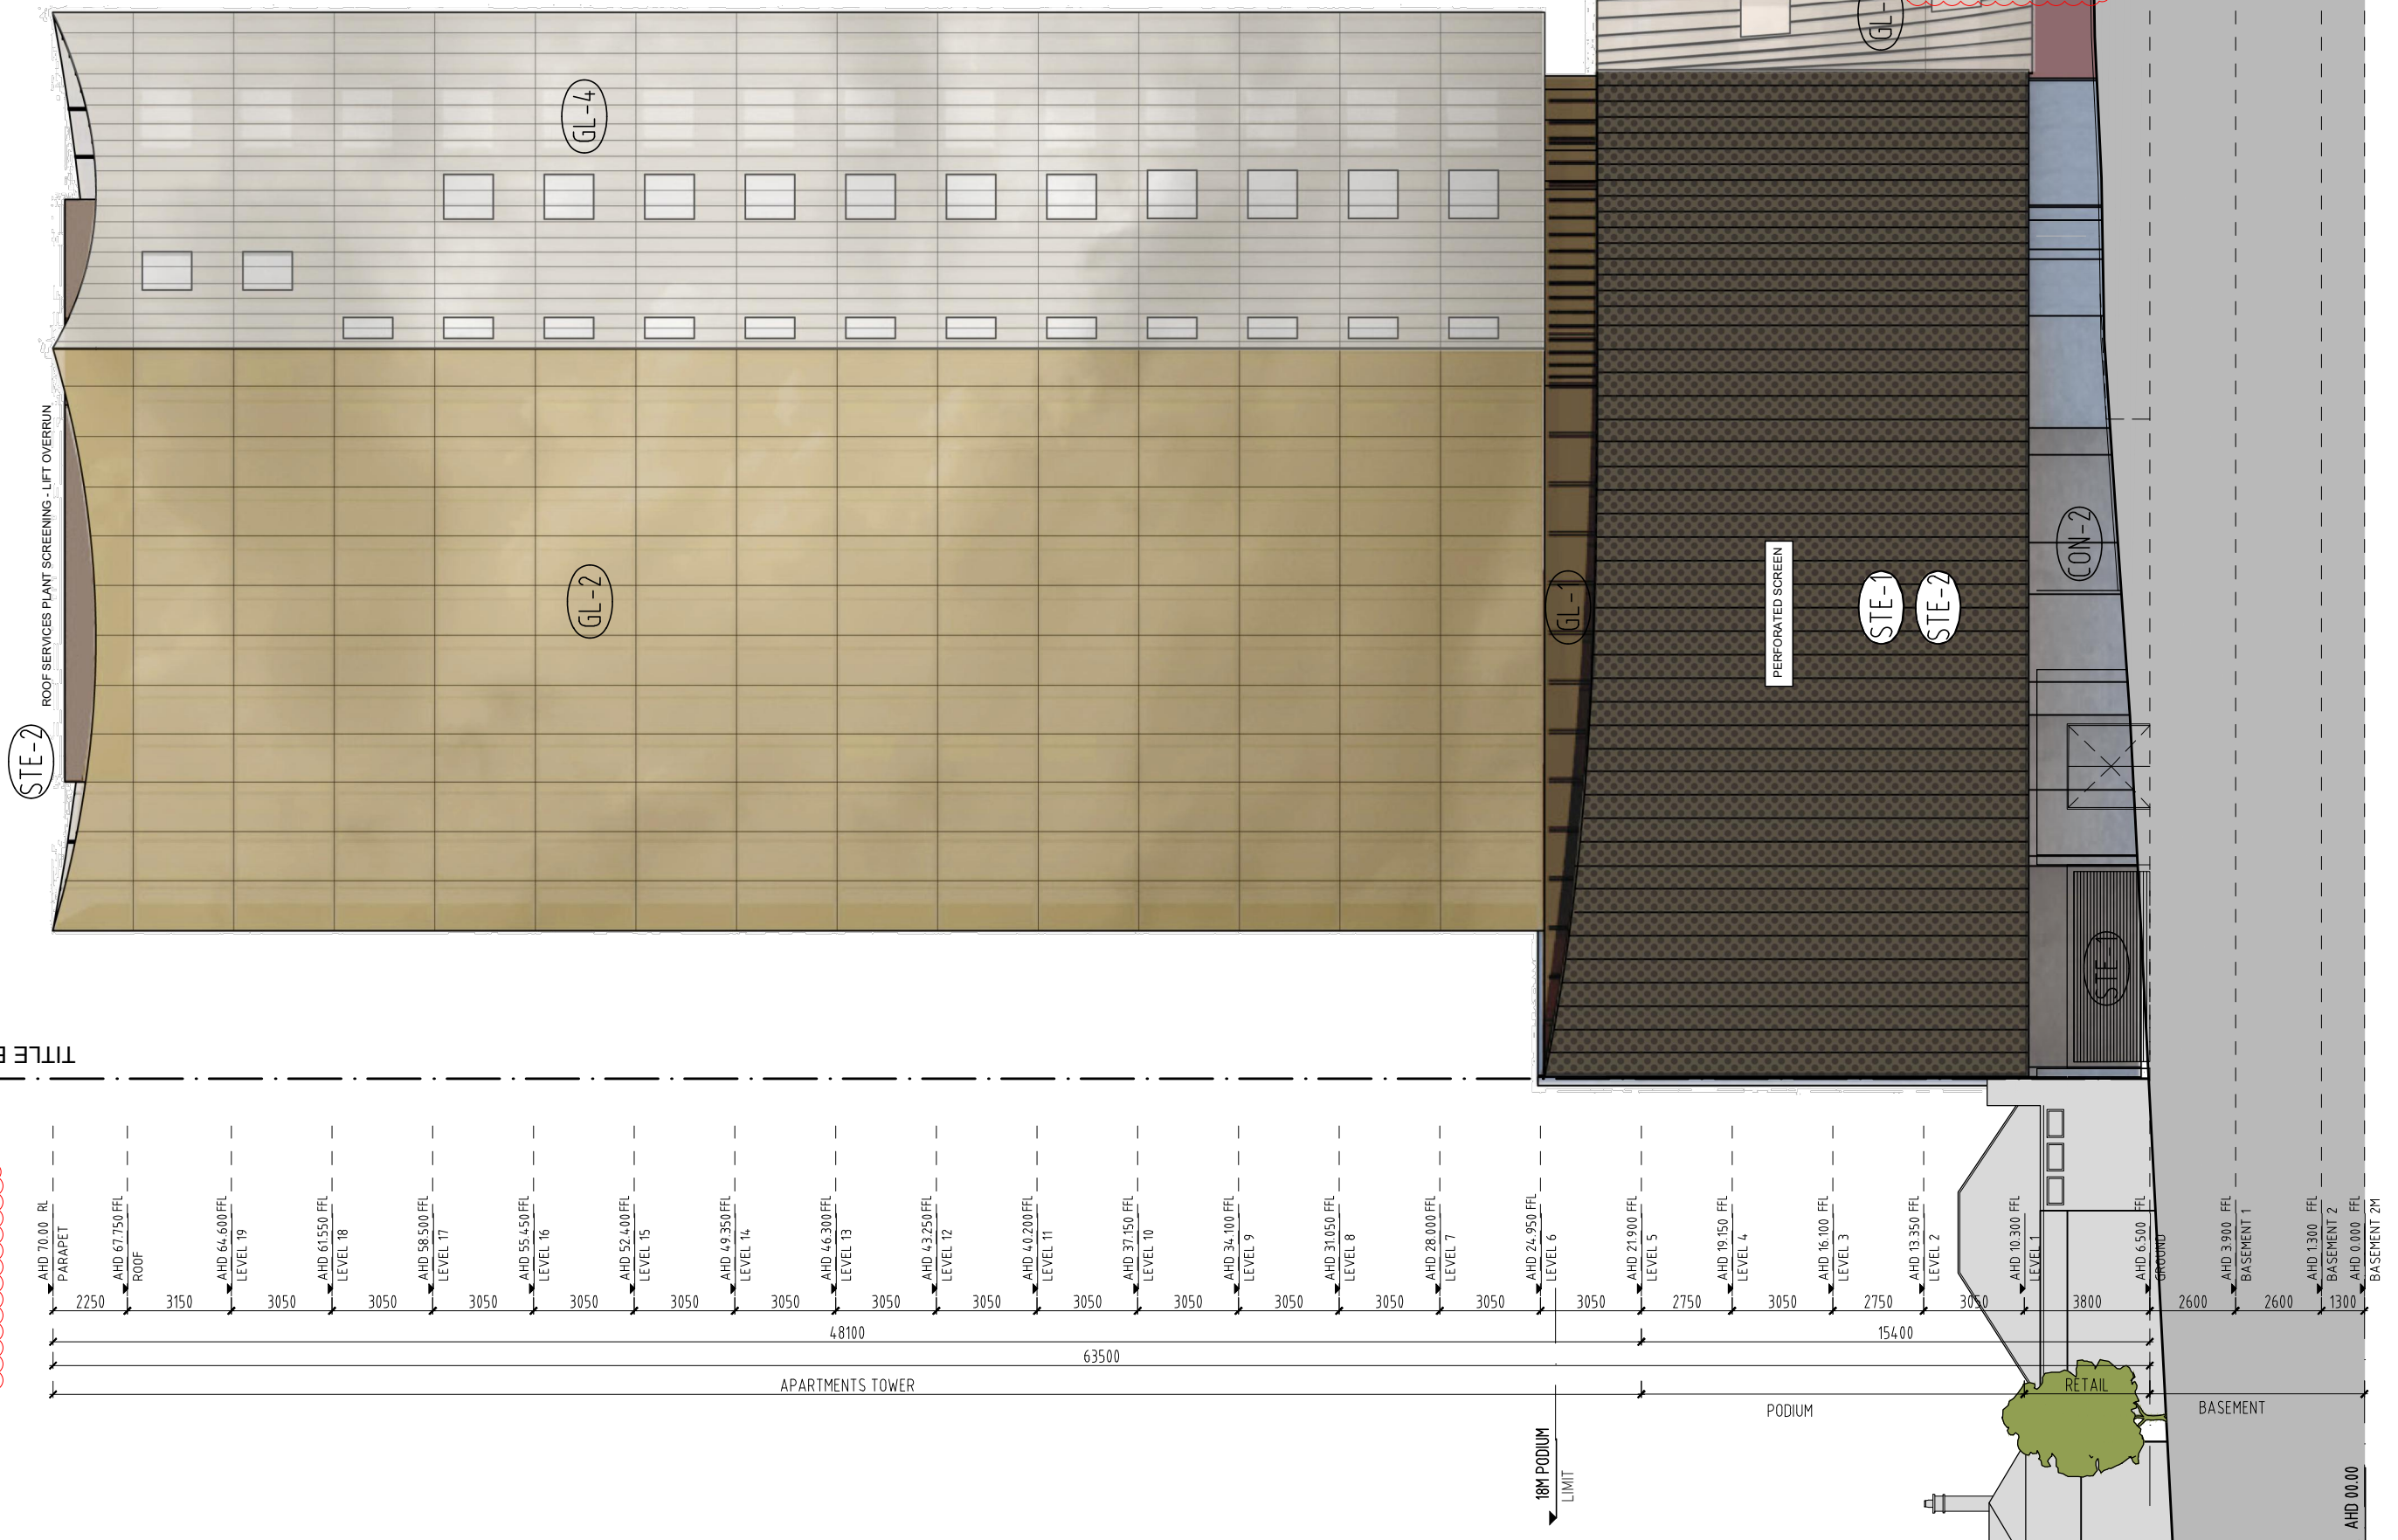 STE-2
ROOF SERVICES PLANT SCREENING - LIFT OVERRUN
GL-4
GL-2
GL-1
PERFORATED SCREEN
STE-1
STE-2
CON-2
STE-1
AHD 70.00 RL
PARAPET
AHD 67.750 FFL
ROOF
AHD 64.600 FFL
LEVEL 19
AHD 61.550 FFL
LEVEL 18
AHD 58.500 FFL
LEVEL 17
AHD 55.450 FFL
LEVEL 16
AHD 52.400 FFL
LEVEL 15
AHD 49.350 FFL
LEVEL 14
AHD 46.300 FFL
LEVEL 13
AHD 43.250 FFL
LEVEL 12
AHD 40.200 FFL
LEVEL 11
AHD 37.150 FFL
LEVEL 10
AHD 34.100 FFL
LEVEL 9
AHD 31.050 FFL
LEVEL 8
AHD 28.000 FFL
LEVEL 7
AHD 24.950 FFL
LEVEL 6
AHD 21.900 FFL
LEVEL 5
AHD 19.150 FFL
LEVEL 4
AHD 16.100 FFL
LEVEL 3
AHD 13.350 FFL
LEVEL 2
AHD 10.300 FFL
LEVEL 1
AHD 6.500 FFL
GROUND
AHD 3.900 FFL
BASEMENT 1
AHD 1.300 FFL
BASEMENT 2
AHD 0.000 FFL
BASEMENT 2M
2250 3150 3050 3050 3050 3050 3050 3050 3050 3050 3050 3050 3050 3050 3050 3050 2750 3050 2750 3050 3800 2600 2600 1300
48100 15400
63500
APARTMENTS TOWER
RETAIL
PODIUM
BASEMENT
18M PODIUM
LIMIT
AHD 00.00
TITLE